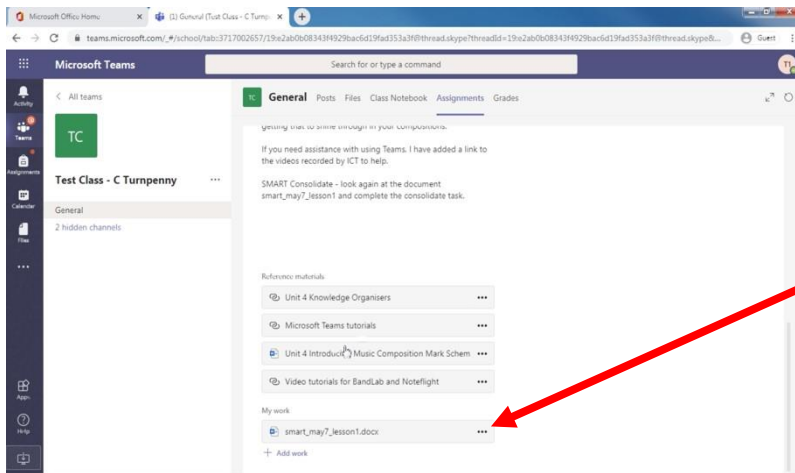 Microsoft Office Home
(1) General (Test Class - C Turnp
teams.microsoft.com/_#/school/tab:3717002657/19:e2ab0b08343f4929bac6d19fad353a3f@thread.skype?threadId=19:e2ab0b08343f4929bac6d19fad353a3f@thread.skype&...
Guest
Microsoft Teams
Search for or type a command
Activity
Teams
Assignments
Calendar
Files
Apps
Help
All teams
TC
Test Class - C Turnpenny
General
2 hidden channels
TC
General Posts Files Class Notebook Assignments Grades
getting that to shine through in your compositions.
If you need assistance with using Teams. I have added a link to
the videos recorded by ICT to help.
SMART Consolidate - look again at the document
smart_may7_lesson1 and complete the consolidate task.
Reference materials
Unit 4 Knowledge Organisers
Microsoft Teams tutorials
Unit 4 Introducing Music Composition Mark Schem
Video tutorials for BandLab and Noteflight
My work
smart_may7_lesson1.docx
+ Add work